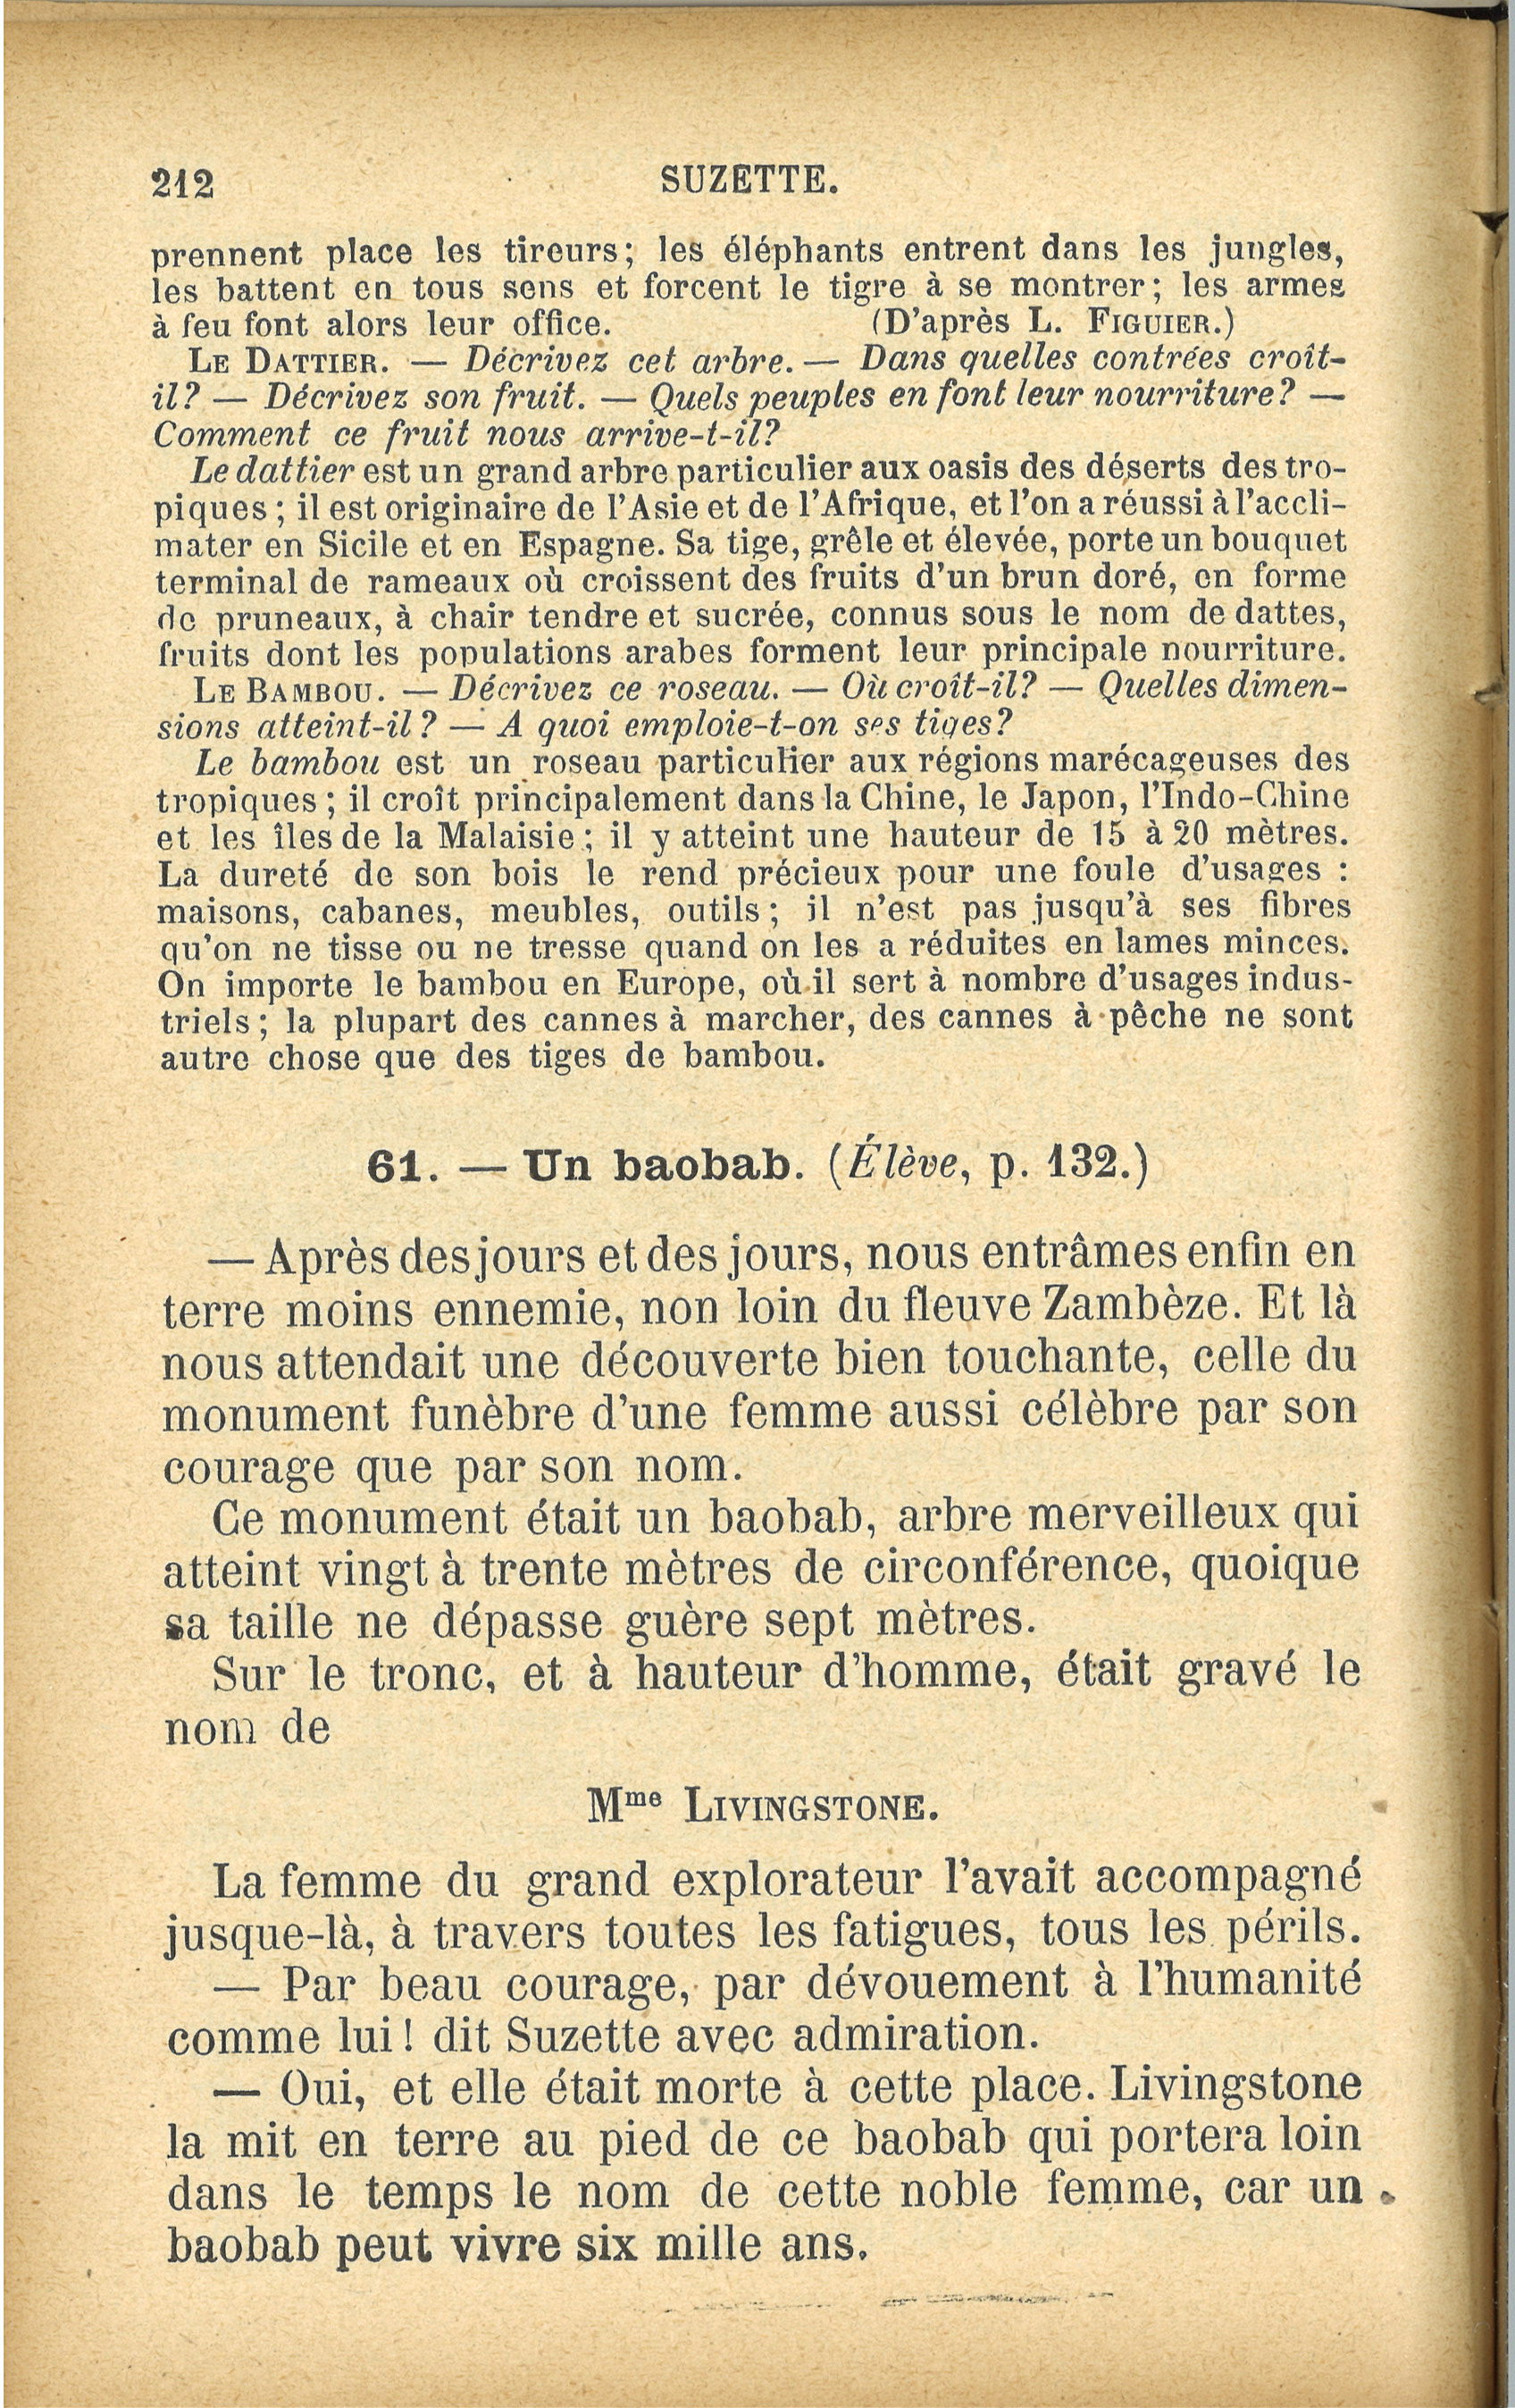 212
SUZETTE.
prennent place les tireurs; les éléphants entrent dans les jungles,
les battent en tous sens et forcent le tigre à se montrer; les armes
à feu font alors leur office. (D'après L. FIGUIER.)
LE DATTIER. — Décrivez cet arbre. — Dans quelles contrées croît-
il? — Décrivez son fruit. — Quels peuples en font leur nourriture? —
Comment ce fruit nous arrive-t-il?
Le dattier est un grand arbre particulier aux oasis des déserts des tro-
piques; il est originaire de l'Asie et de l'Afrique, et l'on a réussi à l'accli-
mater en Sicile et en Espagne. Sa tige, grêle et élevée, porte un bouquet
terminal de rameaux où croissent des fruits d'un brun doré, en forme
de pruneaux, à chair tendre et sucrée, connus sous le nom de dattes,
fruits dont les populations arabes forment leur principale nourriture.
LE BAMBOU. — Décrivez ce roseau. — Où croît-il? — Quelles dimen-
sions atteint-il? — A quoi emploie-t-on ses tiges?
Le bambou est un roseau particulier aux régions marécageuses des
tropiques; il croît principalement dans la Chine, le Japon, l'Indo-Chine
et les îles de la Malaisie; il y atteint une hauteur de 15 à 20 mètres.
La dureté de son bois le rend précieux pour une foule d'usages :
maisons, cabanes, meubles, outils; il n'est pas jusqu'à ses fibres
qu'on ne tisse ou ne tresse quand on les a réduites en lames minces.
On importe le bambou en Europe, où il sert à nombre d'usages indus-
triels; la plupart des cannes à marcher, des cannes à pêche ne sont
autre chose que des tiges de bambou.
61. — Un baobab. (Élève, p. 132.)
— Après des jours et des jours, nous entrâmes enfin en
terre moins ennemie, non loin du fleuve Zambèze. Et là
nous attendait une découverte bien touchante, celle du
monument funèbre d'une femme aussi célèbre par son
courage que par son nom.
Ce monument était un baobab, arbre merveilleux qui
atteint vingt à trente mètres de circonférence, quoique
sa taille ne dépasse guère sept mètres.
Sur le tronc, et à hauteur d'homme, était gravé le
nom de
Mme LIVINGSTONE.
La femme du grand explorateur l'avait accompagné
jusque-là, à travers toutes les fatigues, tous les périls.
— Par beau courage, par dévouement à l'humanité
comme lui! dit Suzette avec admiration.
— Oui, et elle était morte à cette place. Livingstone
la mit en terre au pied de ce baobab qui portera loin
dans le temps le nom de cette noble femme, car un
baobab peut vivre six mille ans.